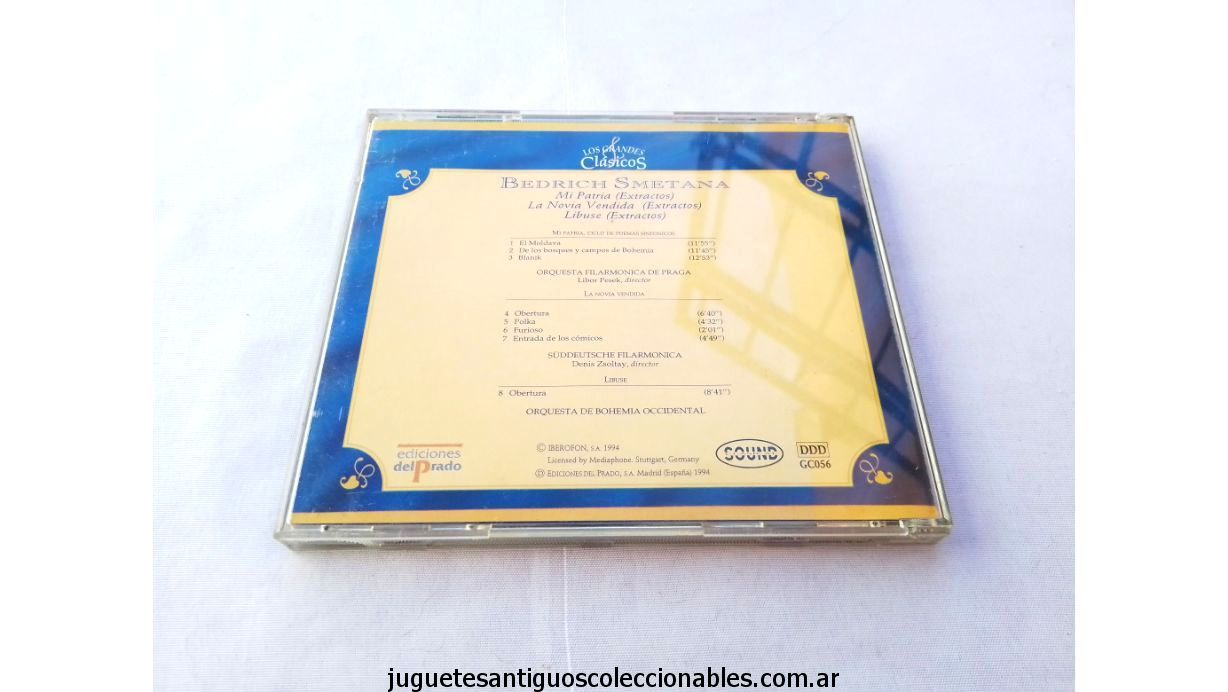 LOS GRANDES
Clásicos
BEDRICH SMETANA
Mi Patria (Extractos)
La Novia Vendida (Extractos)
Libuse (Extractos)
MI PATRIA, CICLO DE POEMAS SINFONICOS
1 El Moldava (11'55")
2 De los bosques y campos de Bohemia (11'45")
3 Blanik (12'53")
ORQUESTA FILARMONICA DE PRAGA
Libor Pesek, director
LA NOVIA VENDIDA
4 Obertura (6'40")
5 Polka (4'32")
6 Furioso (2'01")
7 Entrada de los cómicos (4'49")
SÜDDEUTSCHE FILARMONICA
Denis Zsoltay, director
LIBUSE
8 Obertura (8'41")
ORQUESTA DE BOHEMIA OCCIDENTAL
ediciones
delPrado
© IBEROFON, S.A. 1994
Licensed by Mediaphone. Stuttgart, Germany
© EDICIONES DEL PRADO, S.A. Madrid (España) 1994
SOUND
DDD
GC056
juguetesantiguoscoleccionables.com.ar